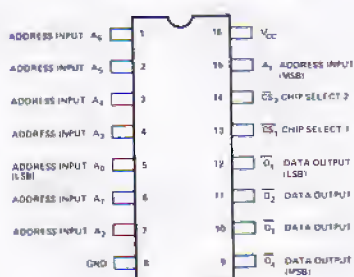 ADDRESS INPUT A6 1
ADDRESS INPUT A5 2
ADDRESS INPUT A4 3
ADDRESS INPUT A3 4
ADDRESS INPUT A0 5
(LSB)
ADDRESS INPUT A1 6
ADDRESS INPUT A2 7
GND 8
16 VCC
15 ADDRESS INPUT
(MSB)
14 CS2 CHIP SELECT 2
13 CS1 CHIP SELECT 1
12 DATA OUTPUT
(LSB)
11 O2 DATA OUTPUT
10 DATA OUTPUT
9 O4 DATA OUTPUT
(MSB)